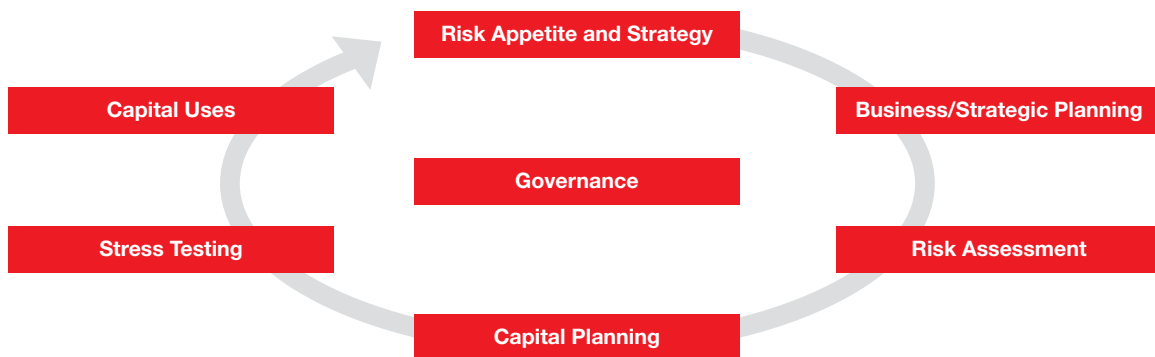 Risk Appetite and Strategy
Capital Uses
Business/Strategic Planning
Governance
Stress Testing
Risk Assessment
Capital Planning